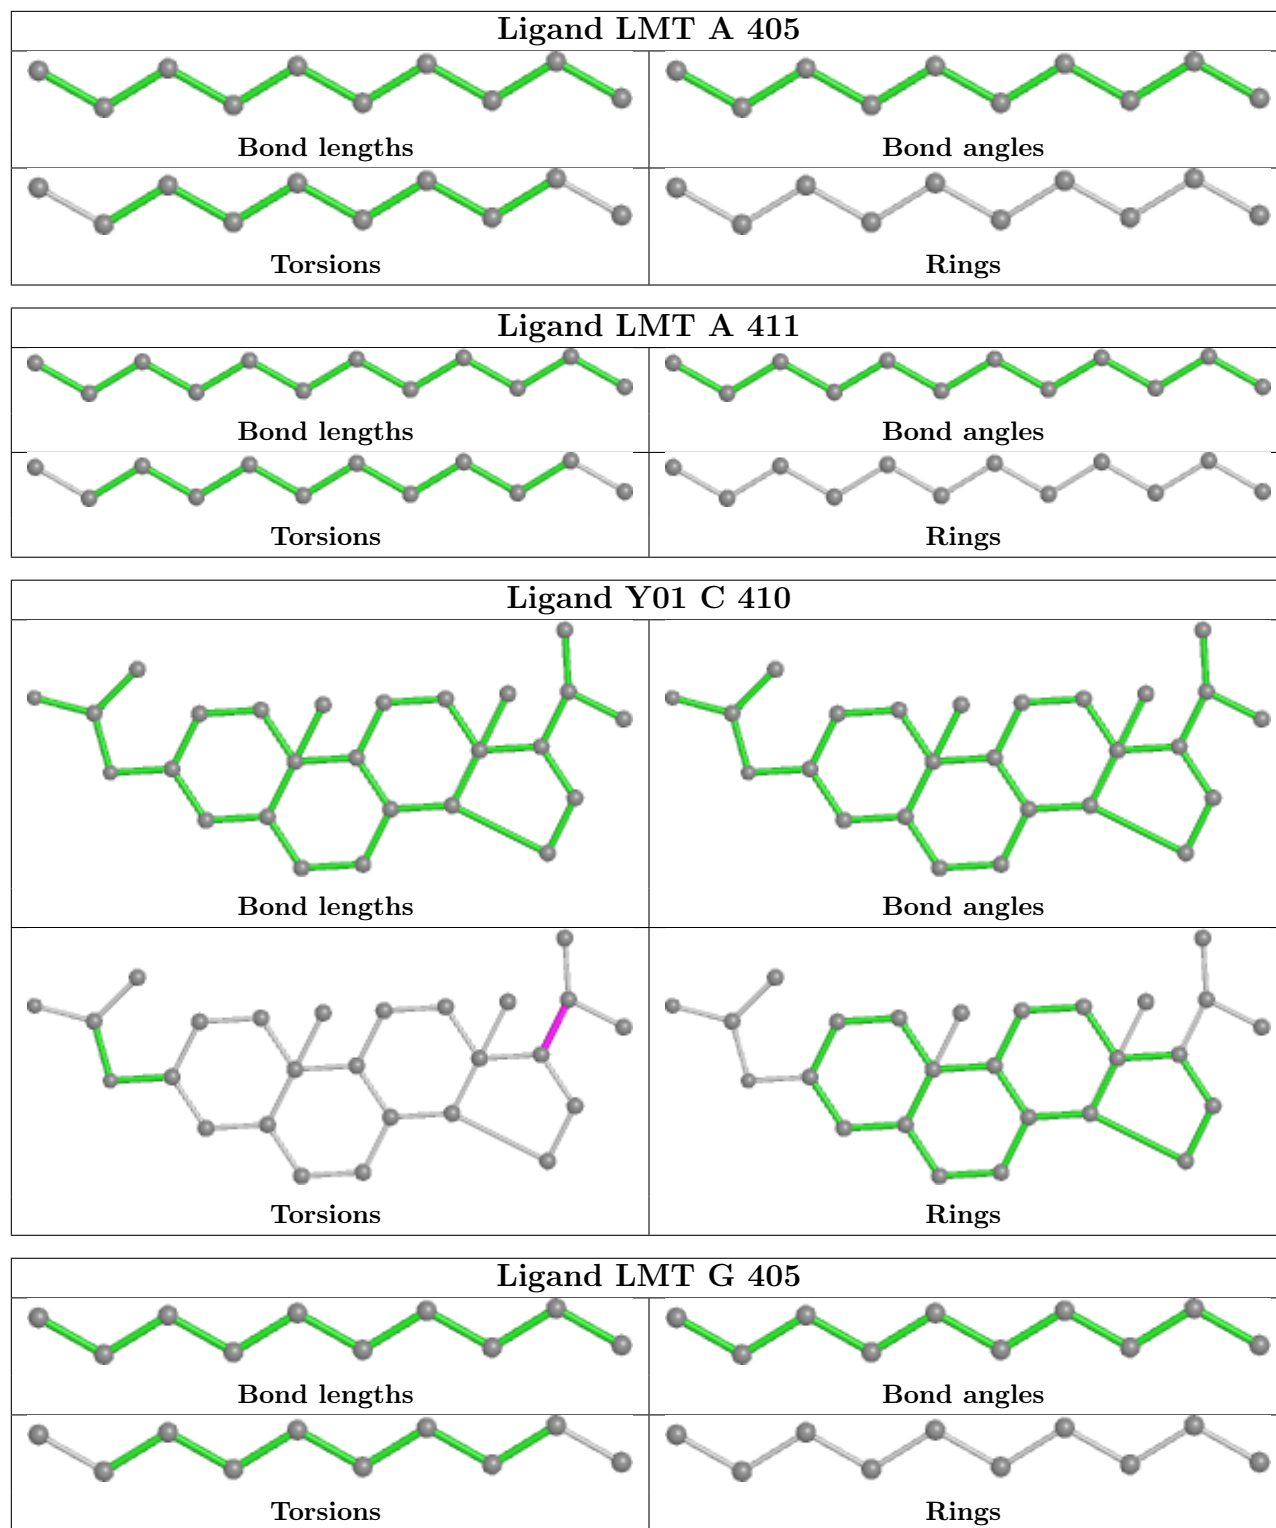 Ligand LMT A 405
Bond lengths Bond angles
Torsions Rings
Ligand LMT A 411
Bond lengths Bond angles
Torsions Rings
Ligand Y01 C 410
Bond lengths Bond angles
Torsions Rings
Ligand LMT G 405
Bond lengths Bond angles
Torsions Rings